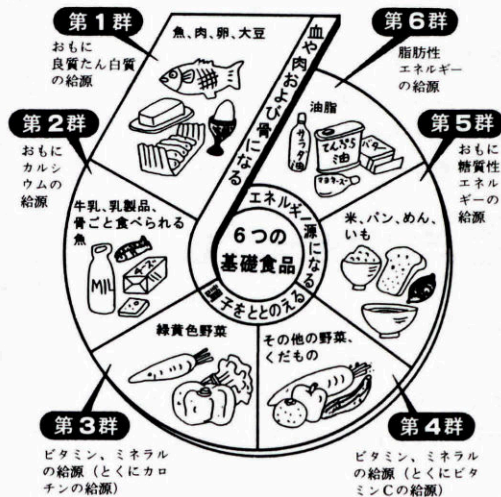 第1群
おもに
良質たん白質
の給源
魚、肉、卵、大豆
血や肉および骨になる
第6群
脂肪性
エネルギー
の給源
油脂
サラダ油
てんぷら
油
バター
マヨネーズ
第2群
おもに
カルシ
ウムの
給源
牛乳、乳製品、
骨ごと食べられる
魚
MIL
チーズ
第5群
おもに
糖質性
エネル
ギーの
給源
米、パン、めん、
いも
エネルギー源になる
6つの
基礎食品
調子をととのえる
緑黄色野菜
その他の野菜、
くだもの
第3群
ビタミン、ミネラル
の給源（とくにカロ
チンの給源）
第4群
ビタミン、ミネラル
の給源（とくにビタ
ミンCの給源）